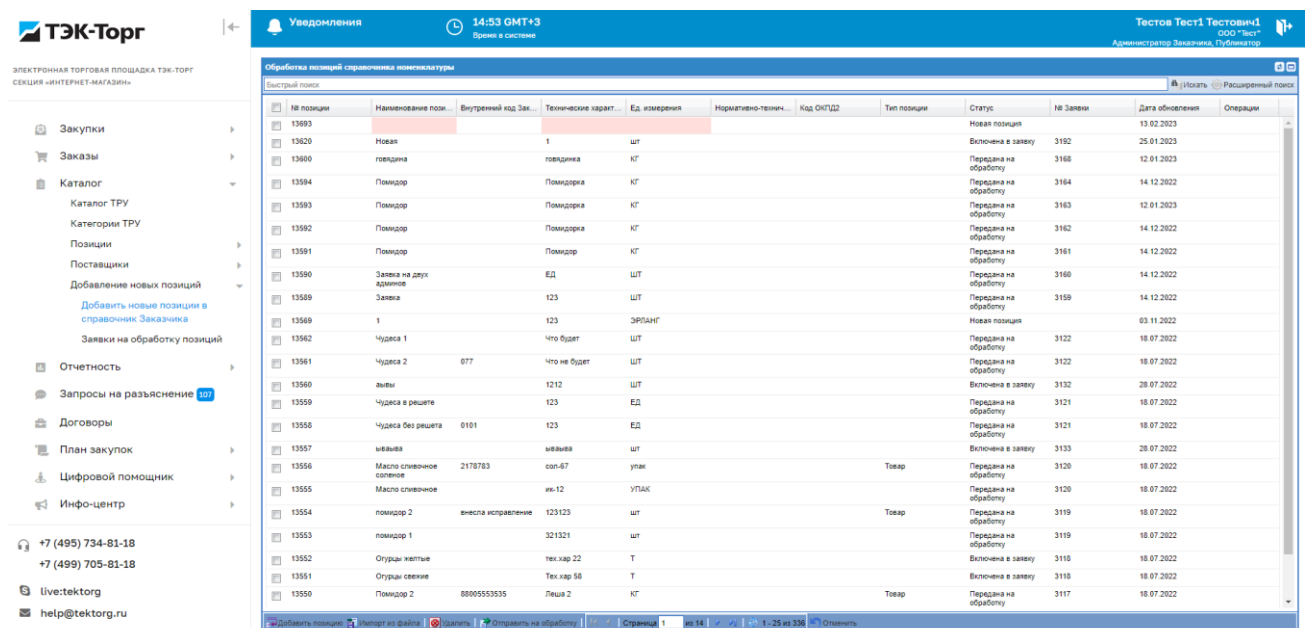 ТЭК-Торг
ЭЛЕКТРОННАЯ ТОРГОВАЯ ПЛОЩАДКА ТЭК-ТОРГ
СЕКЦИЯ «ИНТЕРНЕТ-МАГАЗИН»
Закупки
Заказы
Каталог
Каталог ТРУ
Категории ТРУ
Позиции
Поставщики
Добавление новых позиций
Добавить новые позиции в
справочник Заказчика
Заявки на обработку позиций
Отчетность
Запросы на разъяснение 107
Договоры
План закупок
Цифровой помощник
Инфо-центр
+7 (495) 734-81-18
+7 (499) 705-81-18
live:tektorg
help@tektorg.ru
Уведомления
14:53 GMT+3
Время в системе
Тестов Тест1 Тестович1
ООО "Тест"
Администратор Заказчика, Публикатор
Обработка позиций справочника номенклатуры
Быстрый поиск Искать Расширенный поиск
№ позиции Наименование пози... Внутренний код Зак... Технические характ... Ед. измерения Нормативно-технич... Код ОКПД2 Тип позиции Статус № Заявки Дата обновления Операции
13693 Новая позиция 13.02.2023
13620 Новая 1 шт Включена в заявку 3192 25.01.2023
13600 говядина говядинка КГ Передана на обработку 3168 12.01.2023
13594 Помидор Помидорка КГ Передана на обработку 3164 14.12.2022
13593 Помидор Помидорка КГ Передана на обработку 3163 12.01.2023
13592 Помидор Помидорка КГ Передана на обработку 3162 14.12.2022
13591 Помидор Помидор КГ Передана на обработку 3161 14.12.2022
13590 Заявка на двух админов ЕД ШТ Передана на обработку 3160 14.12.2022
13589 Заявка 123 ШТ Передана на обработку 3159 14.12.2022
13569 1 123 ЭРЛАНГ Новая позиция 03.11.2022
13562 Чудеса 1 Что будет ШТ Передана на обработку 3122 18.07.2022
13561 Чудеса 2 077 Что не будет ШТ Передана на обработку 3122 18.07.2022
13560 аывы 1212 ШТ Включена в заявку 3132 28.07.2022
13559 Чудеса в решете 123 ЕД Передана на обработку 3121 18.07.2022
13558 Чудеса без решета 0101 123 ЕД Передана на обработку 3121 18.07.2022
13557 ываыва ываыва шт Включена в заявку 3133 28.07.2022
13556 Масло сливочное соленое 2178783 сол-67 упак Товар Передана на обработку 3120 18.07.2022
13555 Масло сливочное ик-12 УПАК Передана на обработку 3120 18.07.2022
13554 помидор 2 внесла исправление 123123 шт Товар Передана на обработку 3119 18.07.2022
13553 помидор 1 321321 шт Передана на обработку 3119 18.07.2022
13552 Огурцы желтые тех.хар 22 Т Включена в заявку 3118 18.07.2022
13551 Огурцы свежие Тех.хар 58 Т Включена в заявку 3118 18.07.2022
13550 Помидор 2 88005553535 Леша 2 КГ Товар Передана на обработку 3117 18.07.2022
Добавить позицию Импорт из файла Удалить Отправить на обработку Страница 1 из 14 1 - 25 из 336 Отменить